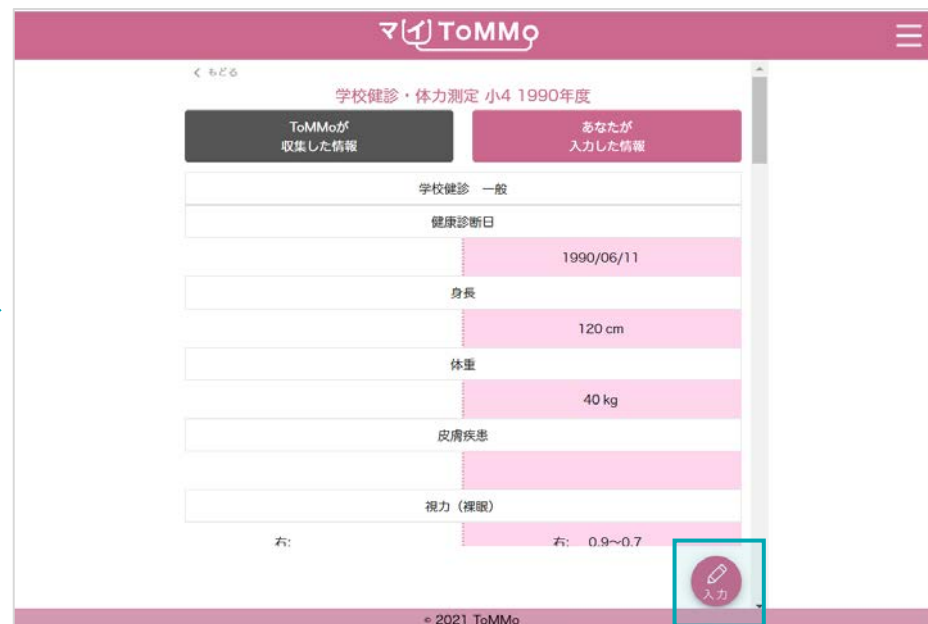 マイToMMo
もどる
学校健診・体力測定 小4 1990年度
ToMMoが
収集した情報
あなたが
入力した情報
学校健診　一般
健康診断日
1990/06/11
身長
120 cm
体重
40 kg
皮膚疾患
視力（裸眼）
右:
右: 0.9〜0.7
入力
© 2021 ToMMo